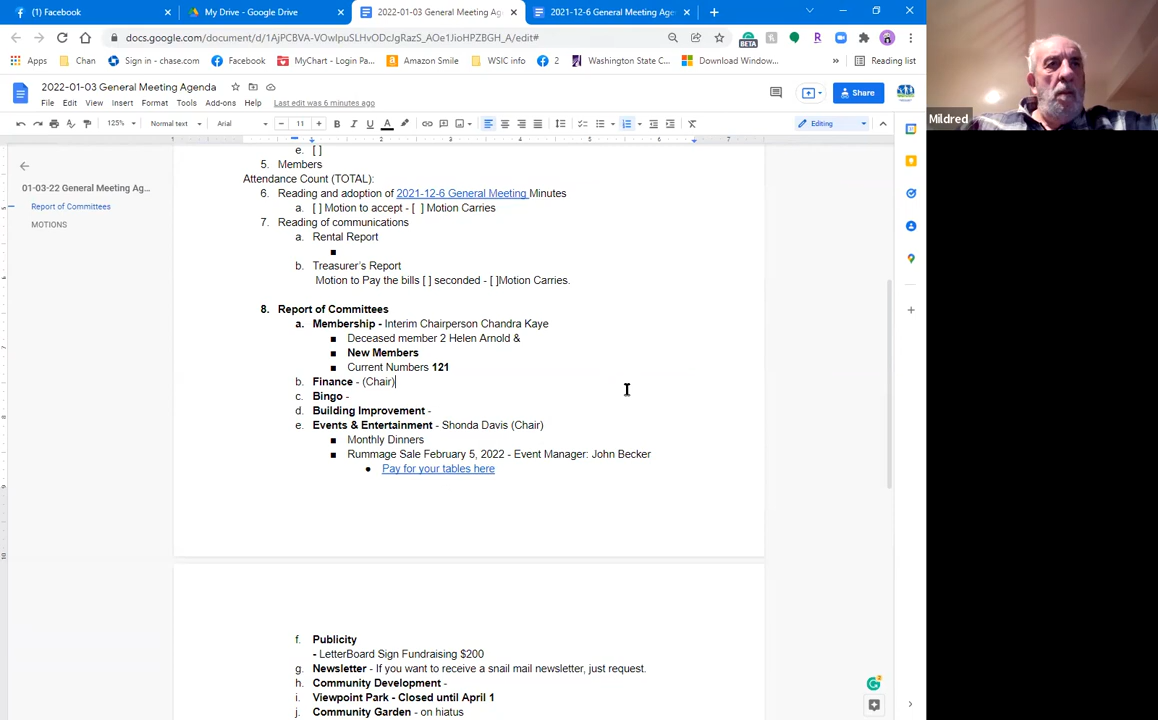 (1) Facebook
My Drive - Google Drive
2022-01-03 General Meeting Ag
2021-12-6 General Meeting Age
docs.google.com/document/d/1AjPCBVA-VOwIpuSLHvODcJgRazS_AOe1JioHPZBGH_A/edit#
BETA
Apps
Chan
Sign in - chase.com
Facebook
MyChart - Login Pa...
Amazon Smile
WSIC info
2
Washington State C...
Download Window...
»
Reading list
2022-01-03 General Meeting Agenda
File Edit View Insert Format Tools Add-ons Help Last edit was 6 minutes ago
Share
125% Normal text Arial 11 Editing
Mildred
01-03-22 General Meeting Ag...
Report of Committees
MOTIONS
e. [ ]
5. Members
Attendance Count (TOTAL):
6. Reading and adoption of 2021-12-6 General Meeting Minutes
a. [ ] Motion to accept - [ ] Motion Carries
7. Reading of communications
a. Rental Report
■
b. Treasurer's Report
Motion to Pay the bills [ ] seconded - [ ]Motion Carries.
8. Report of Committees
a. Membership - Interim Chairperson Chandra Kaye
■ Deceased member 2 Helen Arnold &
■ New Members
■ Current Numbers 121
b. Finance - (Chair)
c. Bingo -
d. Building Improvement -
e. Events & Entertainment - Shonda Davis (Chair)
■ Monthly Dinners
■ Rummage Sale February 5, 2022 - Event Manager: John Becker
● Pay for your tables here
f. Publicity
- LetterBoard Sign Fundraising $200
g. Newsletter - If you want to receive a snail mail newsletter, just request.
h. Community Development -
i. Viewpoint Park - Closed until April 1
j. Community Garden - on hiatus